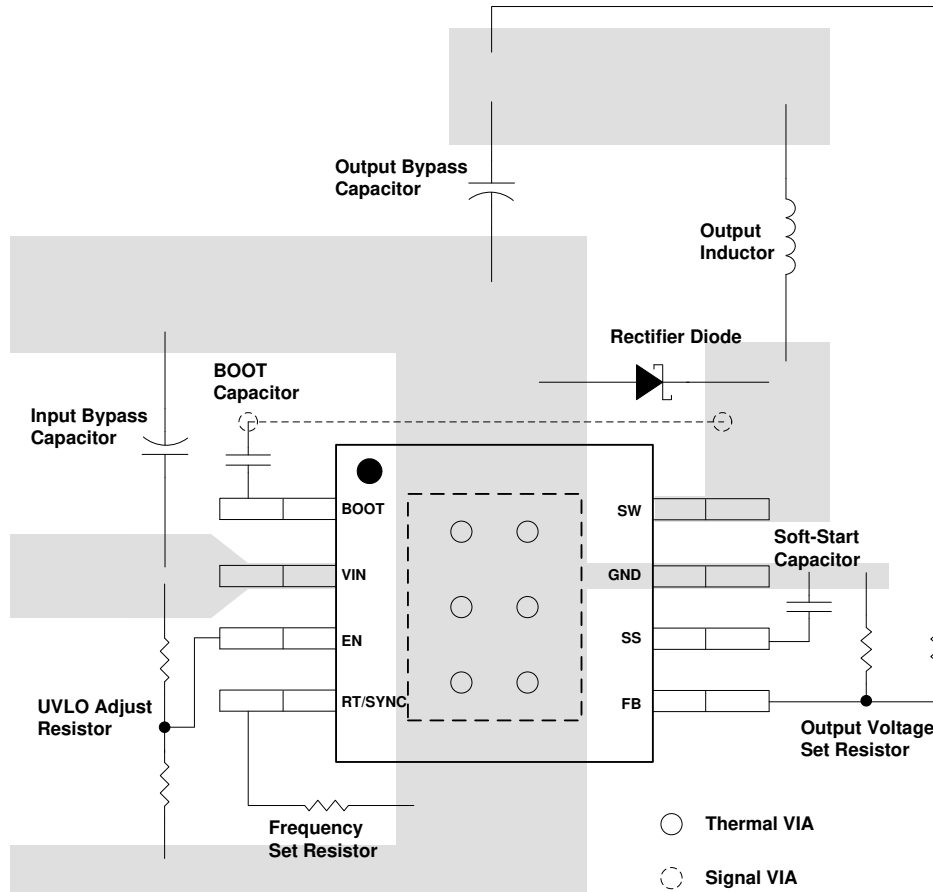 Output Bypass
Capacitor
Output
Inductor
Rectifier Diode
BOOT
Capacitor
Input Bypass
Capacitor
BOOT
SW
Soft-Start
Capacitor
VIN
GND
EN
SS
UVLO Adjust
Resistor
RT/SYNC
FB
Output Voltage
Set Resistor
Frequency
Set Resistor
Thermal VIA
Signal VIA